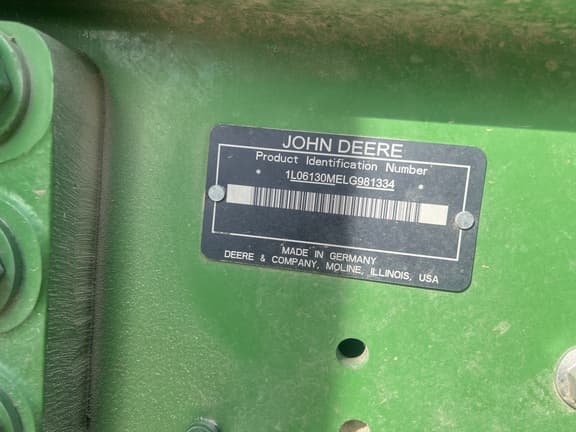 JOHN DEERE
Product Identification Number
* 1L06130MELG981334 *
MADE IN GERMANY
DEERE & COMPANY, MOLINE, ILLINOIS, USA